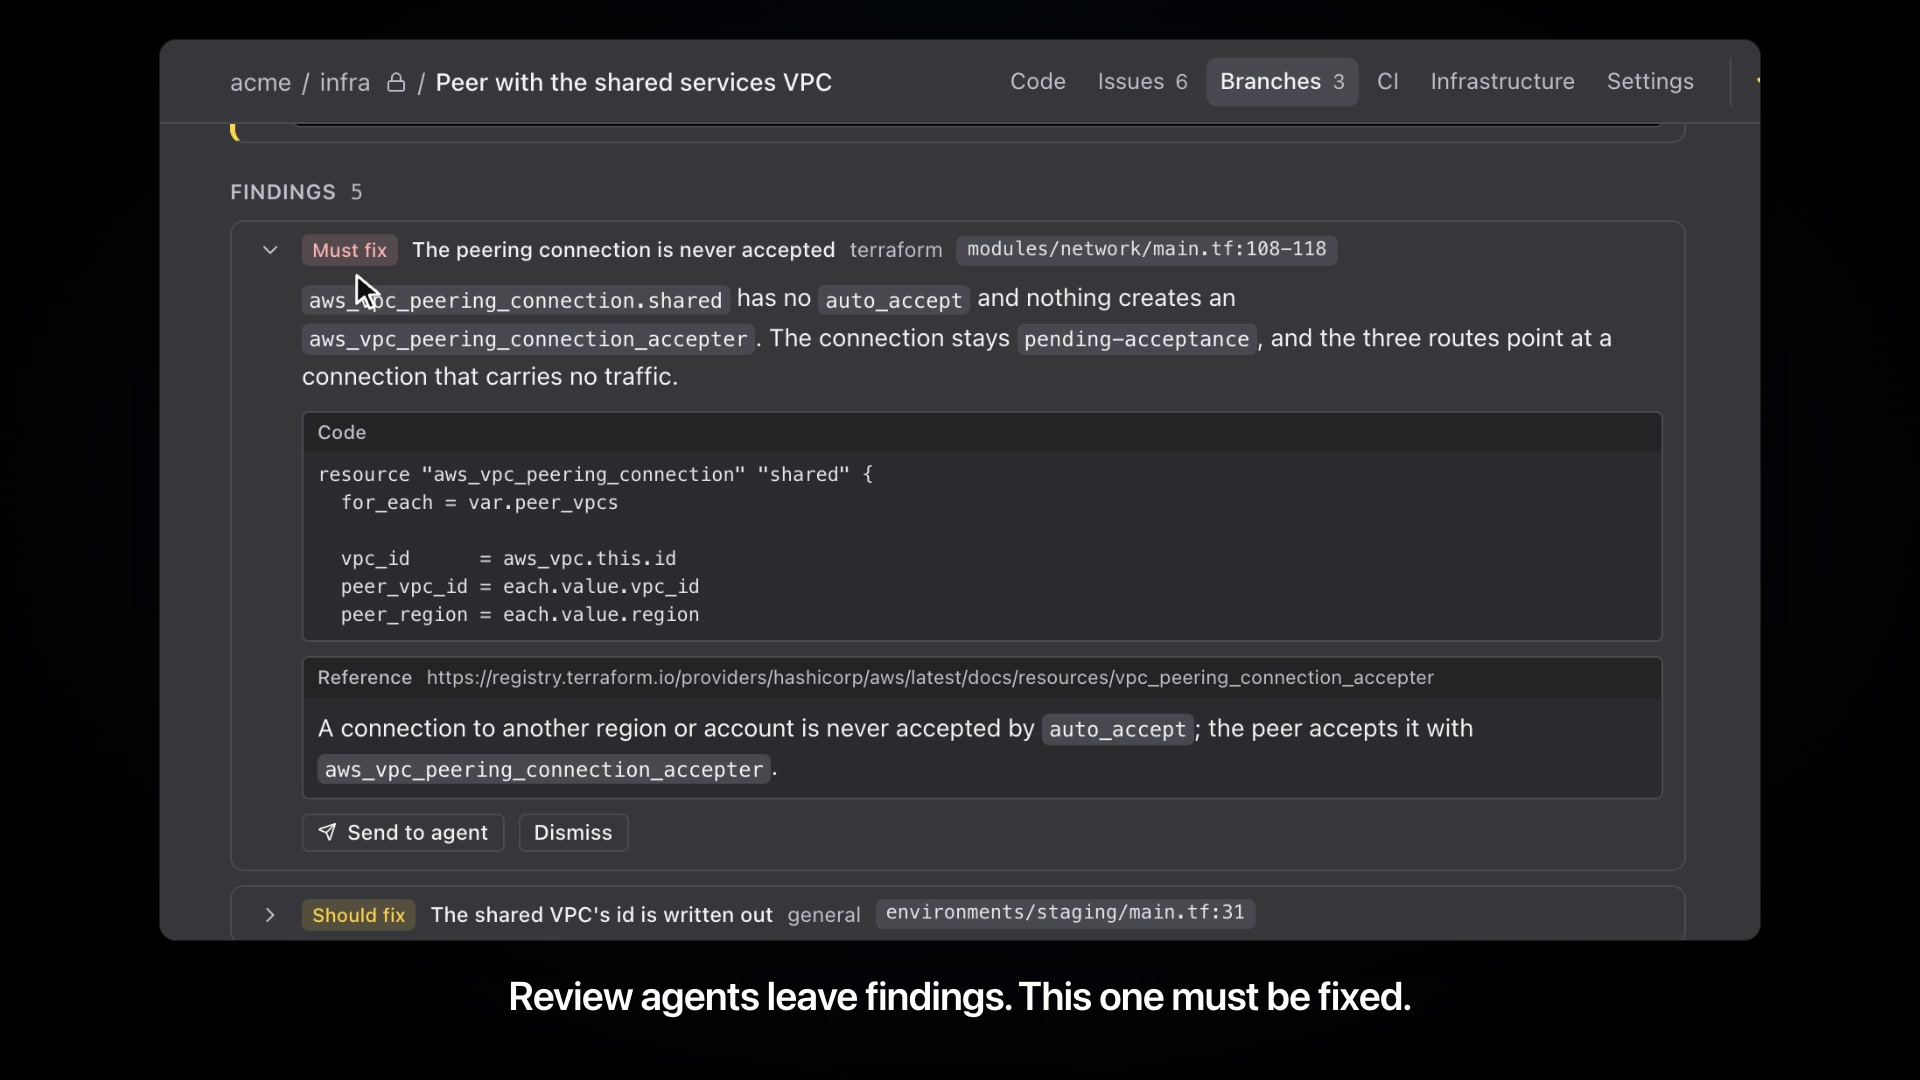 acme / infra / Peer with the shared services VPC
Code Issues 6 Branches 3 CI Infrastructure Settings
FINDINGS 5
Must fix The peering connection is never accepted terraform modules/network/main.tf:108-118
aws_vpc_peering_connection.shared has no auto_accept and nothing creates an
aws_vpc_peering_connection_accepter. The connection stays pending-acceptance, and the three routes point at a
connection that carries no traffic.
Code
resource "aws_vpc_peering_connection" "shared" {
  for_each = var.peer_vpcs
  vpc_id      = aws_vpc.this.id
  peer_vpc_id = each.value.vpc_id
  peer_region = each.value.region
Reference https://registry.terraform.io/providers/hashicorp/aws/latest/docs/resources/vpc_peering_connection_accepter
A connection to another region or account is never accepted by auto_accept; the peer accepts it with
aws_vpc_peering_connection_accepter.
Send to agent Dismiss
Should fix The shared VPC's id is written out general environments/staging/main.tf:31
Review agents leave findings. This one must be fixed.